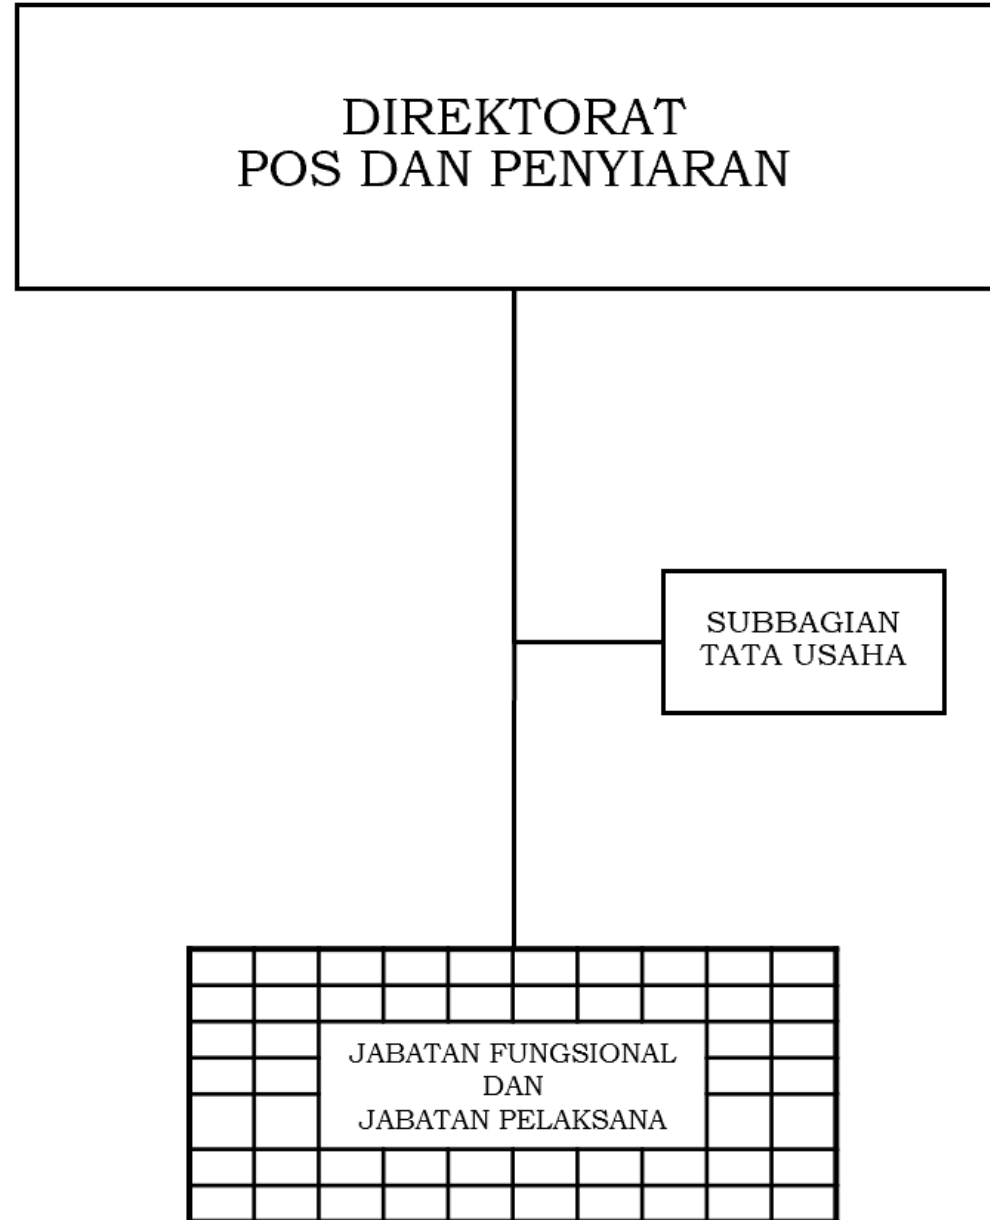 DIREKTORAT
POS DAN PENYIARAN
SUBBAGIAN
TATA USAHA
JABATAN FUNGSIONAL
DAN
JABATAN PELAKSANA